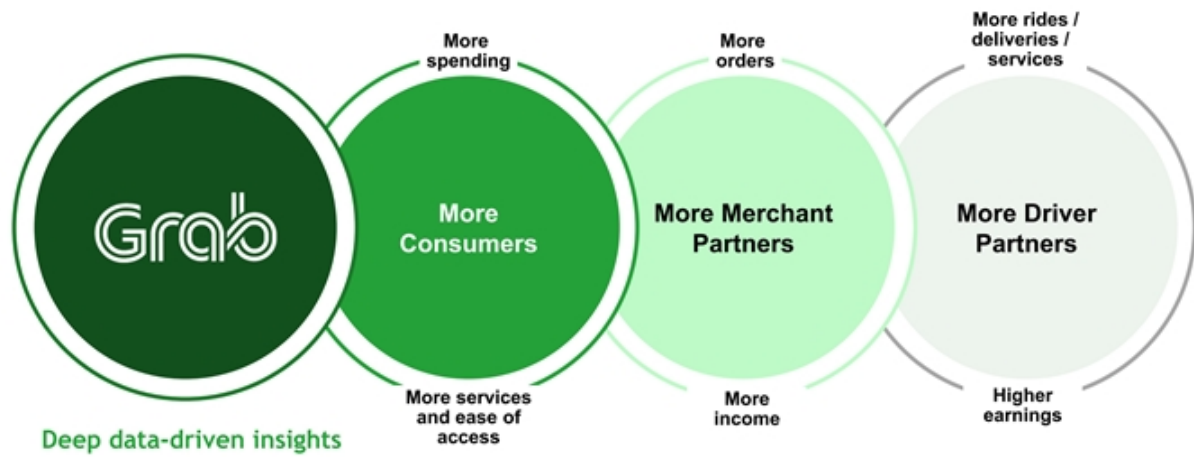 More
spending
More
orders
More rides /
deliveries /
services
Grab
More
Consumers
More Merchant
Partners
More Driver
Partners
More services
and ease of
access
More
income
Higher
earnings
Deep data-driven insights